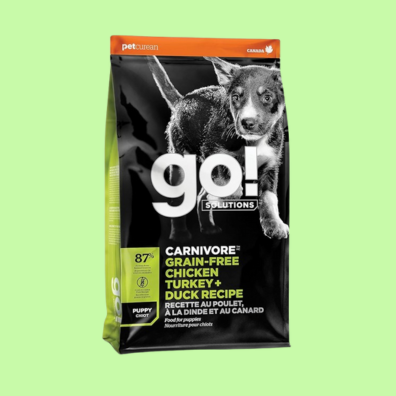 petcurean
CANADA
go!
SOLUTIONS
CARNIVORE
GRAIN-FREE
CHICKEN
TURKEY +
DUCK RECIPE
RECETTE AU POULET,
À LA DINDE ET AU CANARD
Food for puppies
Nourriture pour chiots
87%
PUPPY
CHIOT